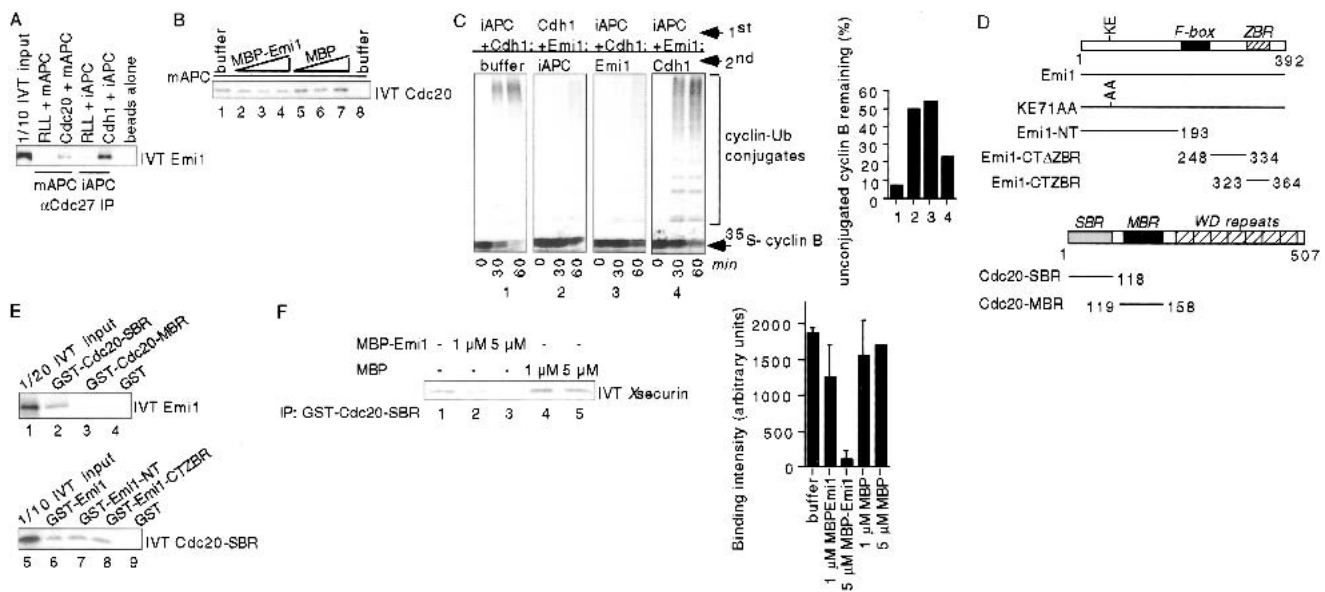 A
1/10 IVT input
RLL + mAPC
Cdc20 + mAPC
RLL + iAPC
Cdh1 + iAPC
beads alone
IVT Emi1
mAPC iAPC
αCdc27 IP
B
buffer
MBP-Emi1
MBP
buffer
mAPC
IVT Cdc20
1 2 3 4 5 6 7 8
C
iAPC Cdh1 iAPC iAPC
1st
+Cdh1: +Emi1: +Cdh1: +Emi1:
2nd
buffer iAPC Emi1 Cdh1
cyclin-Ub
conjugates
35S- cyclin B
0 30 60 0 30 60 0 30 60 0 30 60 min
1 2 3 4
unconjugated cyclin B remaining (%)
60
50
40
30
20
10
0
1 2 3 4
D
KE
F-box ZBR
1 392
Emi1
AA
KE71AA
Emi1-NT 193
Emi1-CTΔZBR 248 334
Emi1-CTZBR 323 364
SBR MBR WD repeats
1 507
Cdc20-SBR 118
Cdc20-MBR 119 158
E
1/20 IVT input
GST-Cdc20-SBR
GST-Cdc20-MBR
GST
IVT Emi1
1 2 3 4
1/10 IVT input
GST-Emi1
GST-Emi1-NT
GST-Emi1-CTZBR
GST
IVT Cdc20-SBR
5 6 7 8 9
F
MBP-Emi1 - 1 µM 5 µM - -
MBP - - - 1 µM 5 µM
IVT Xsecurin
IP: GST-Cdc20-SBR 1 2 3 4 5
Binding intensity (arbitrary units)
2000
1500
1000
500
0
buffer
1 µM MBPEmi1
5 µM MBP-Emi1
1 µM MBP
5 µM MBP